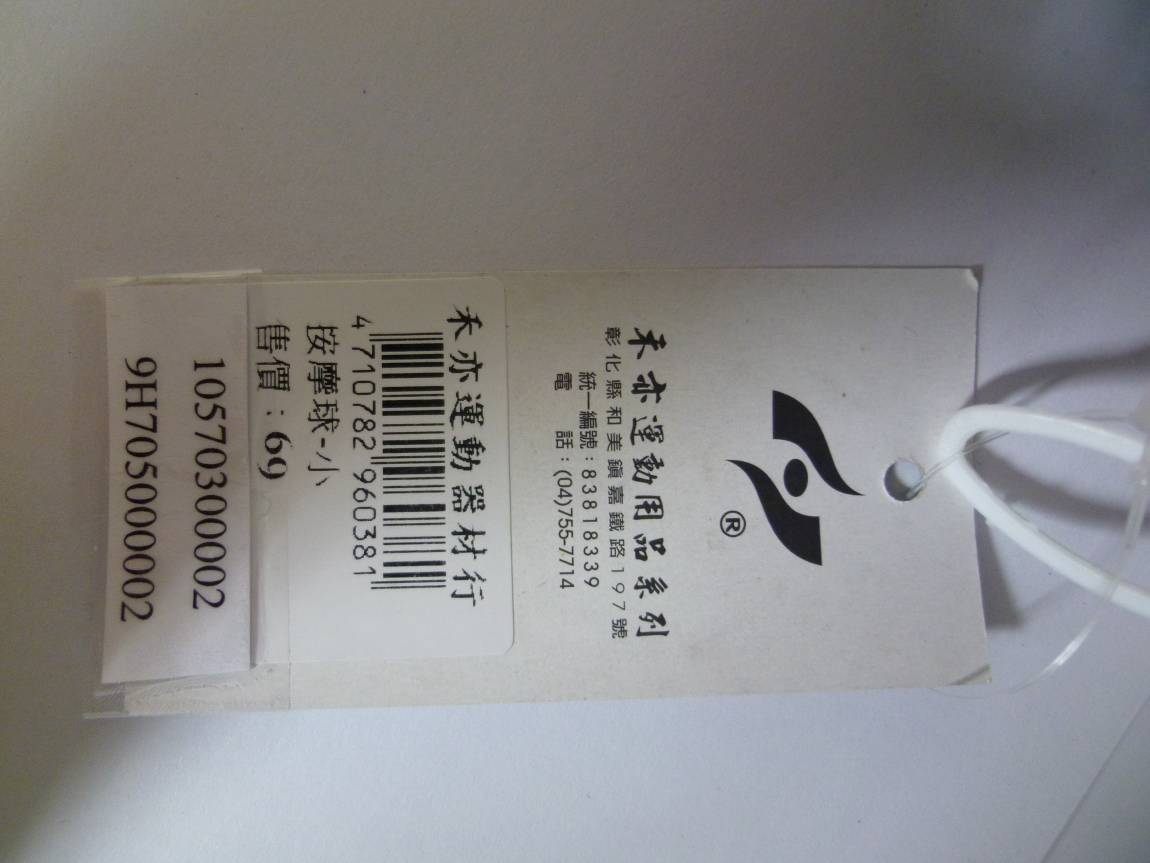 ®
禾亦運動用品系列
彰化縣和美鎮嘉鐵路197號
統一編號：83818339
電 話：(04)755-7714
禾亦運動器材行
4 710782 960381
按摩球-小
售價：69
1057030000002
9H7050000002